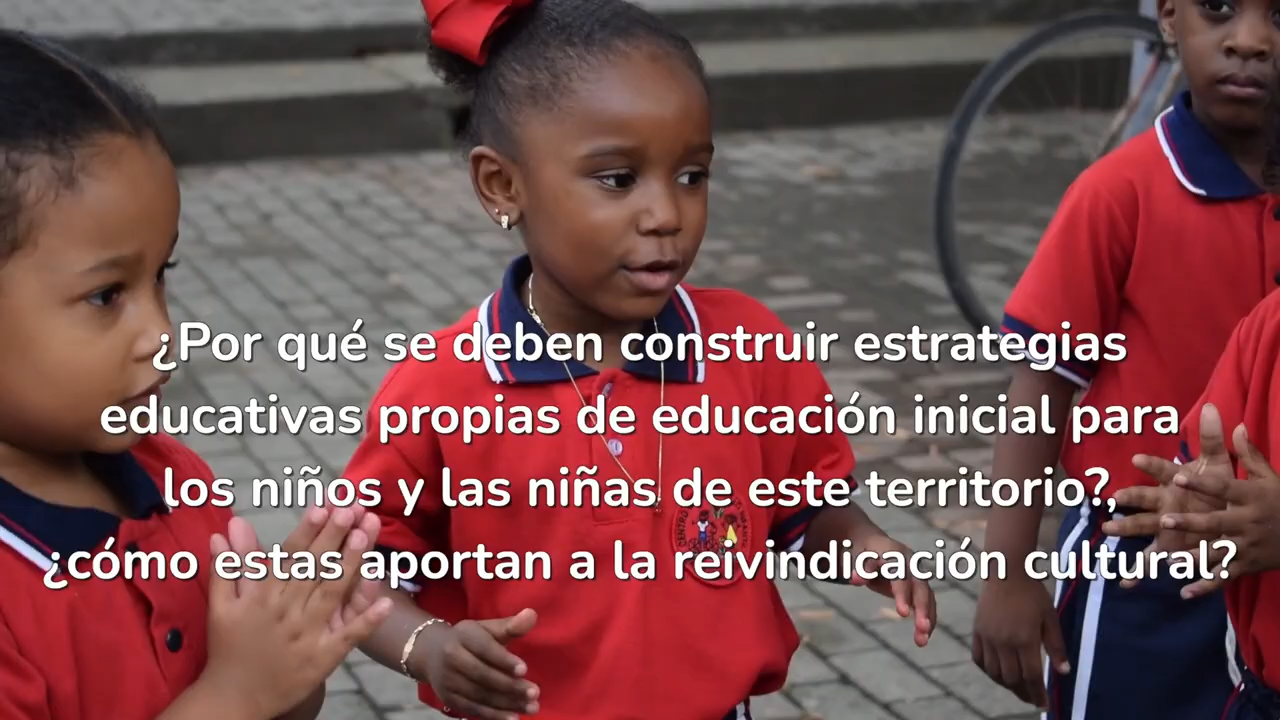 ¿Por qué se deben construir estrategias
educativas propias de educación inicial para
los niños y las niñas de este territorio?,
¿cómo estas aportan a la reivindicación cultural?
CENTRO